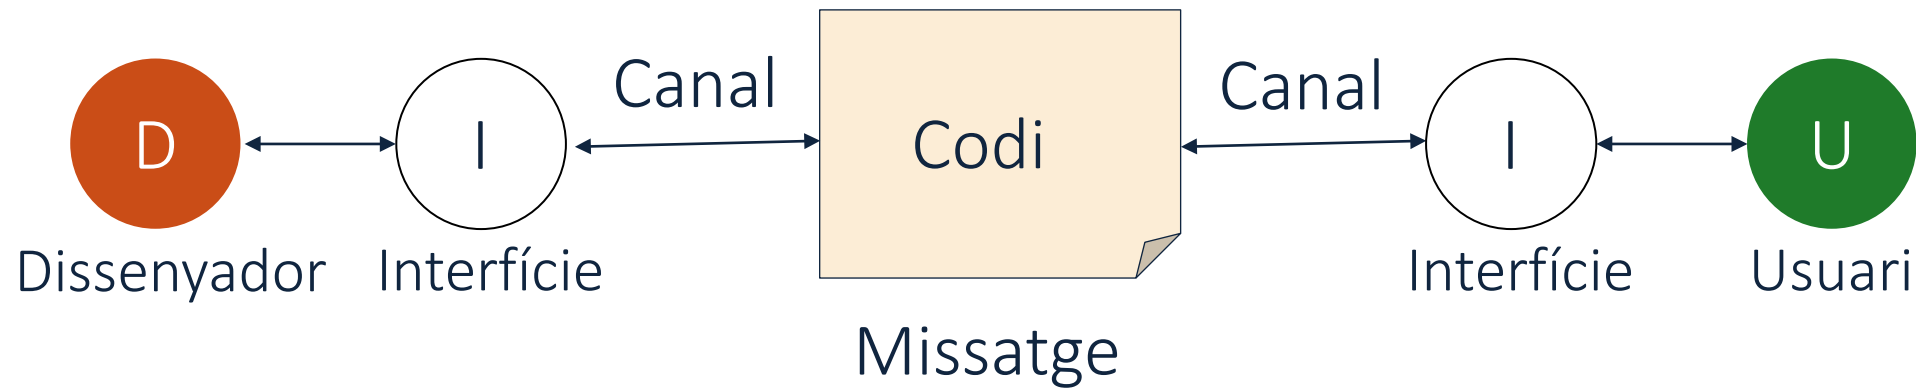 Canal
Canal
D
I
Codi
I
U
Dissenyador
Interfície
Interfície
Usuari
Missatge